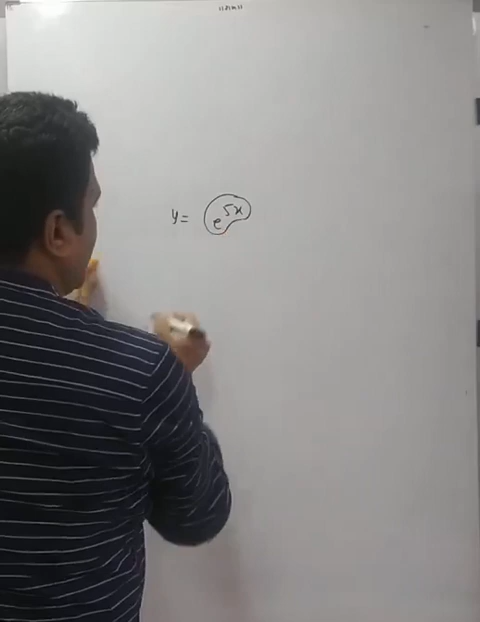 y = e^5x